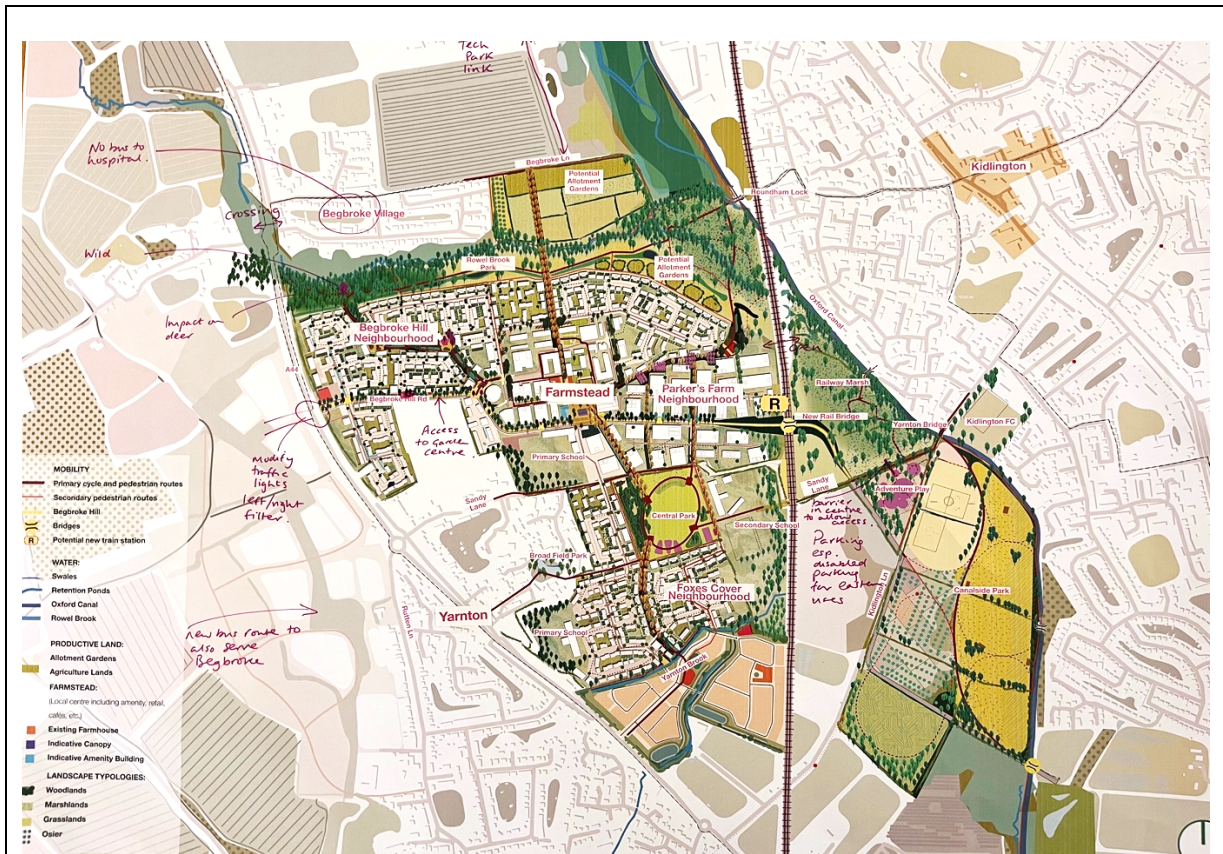 Tech
Park
link
No bus to
hospital.
Crossing
Begbroke Village
Wild
Impact on
deer
Begbroke Ln
Potential
Allotment
Gardens
Roundham Lock
Kidlington
Rowel Brook
Park
Potential
Allotment
Gardens
Oxford Canal
Begbroke Hill
Neighbourhood
A44
Begbroke Hill Rd
Farmstead
Parker's Farm
Neighbourhood
R
Railway Marsh
New Rail Bridge
Yarnton Bridge
Kidlington FC
Access
to Garden
centre
modify
traffic
lights
left/right
filter.
Primary School
Sandy
Lane
Central Park
Secondary School
Sandy
Lane
Adventure Play
barrier
in centre
to allow
access.
Parking
esp.
disabled
parking
for eastern
Kidlington Ln
Canalside Park
Broad Field Park
Foxes Cover
Neighbourhood
Yarnton
Rutten Ln
Primary School
Yarnton Brook
new bus route to
also serve
Begbroke
MOBILITY
Primary cycle and pedestrian routes
Secondary pedestrian routes
Begbroke Hill
Bridges
R
Potential new train station
WATER:
Swales
Retention Ponds
Oxford Canal
Rowel Brook
PRODUCTIVE LAND:
Allotment Gardens
Agriculture Lands
FARMSTEAD:
(Local centre including amenity, retail,
cafés, etc.)
Existing Farmhouse
Indicative Canopy
Indicative Amenity Building
LANDSCAPE TYPOLOGIES:
Woodlands
Marshlands
Grasslands
Osier